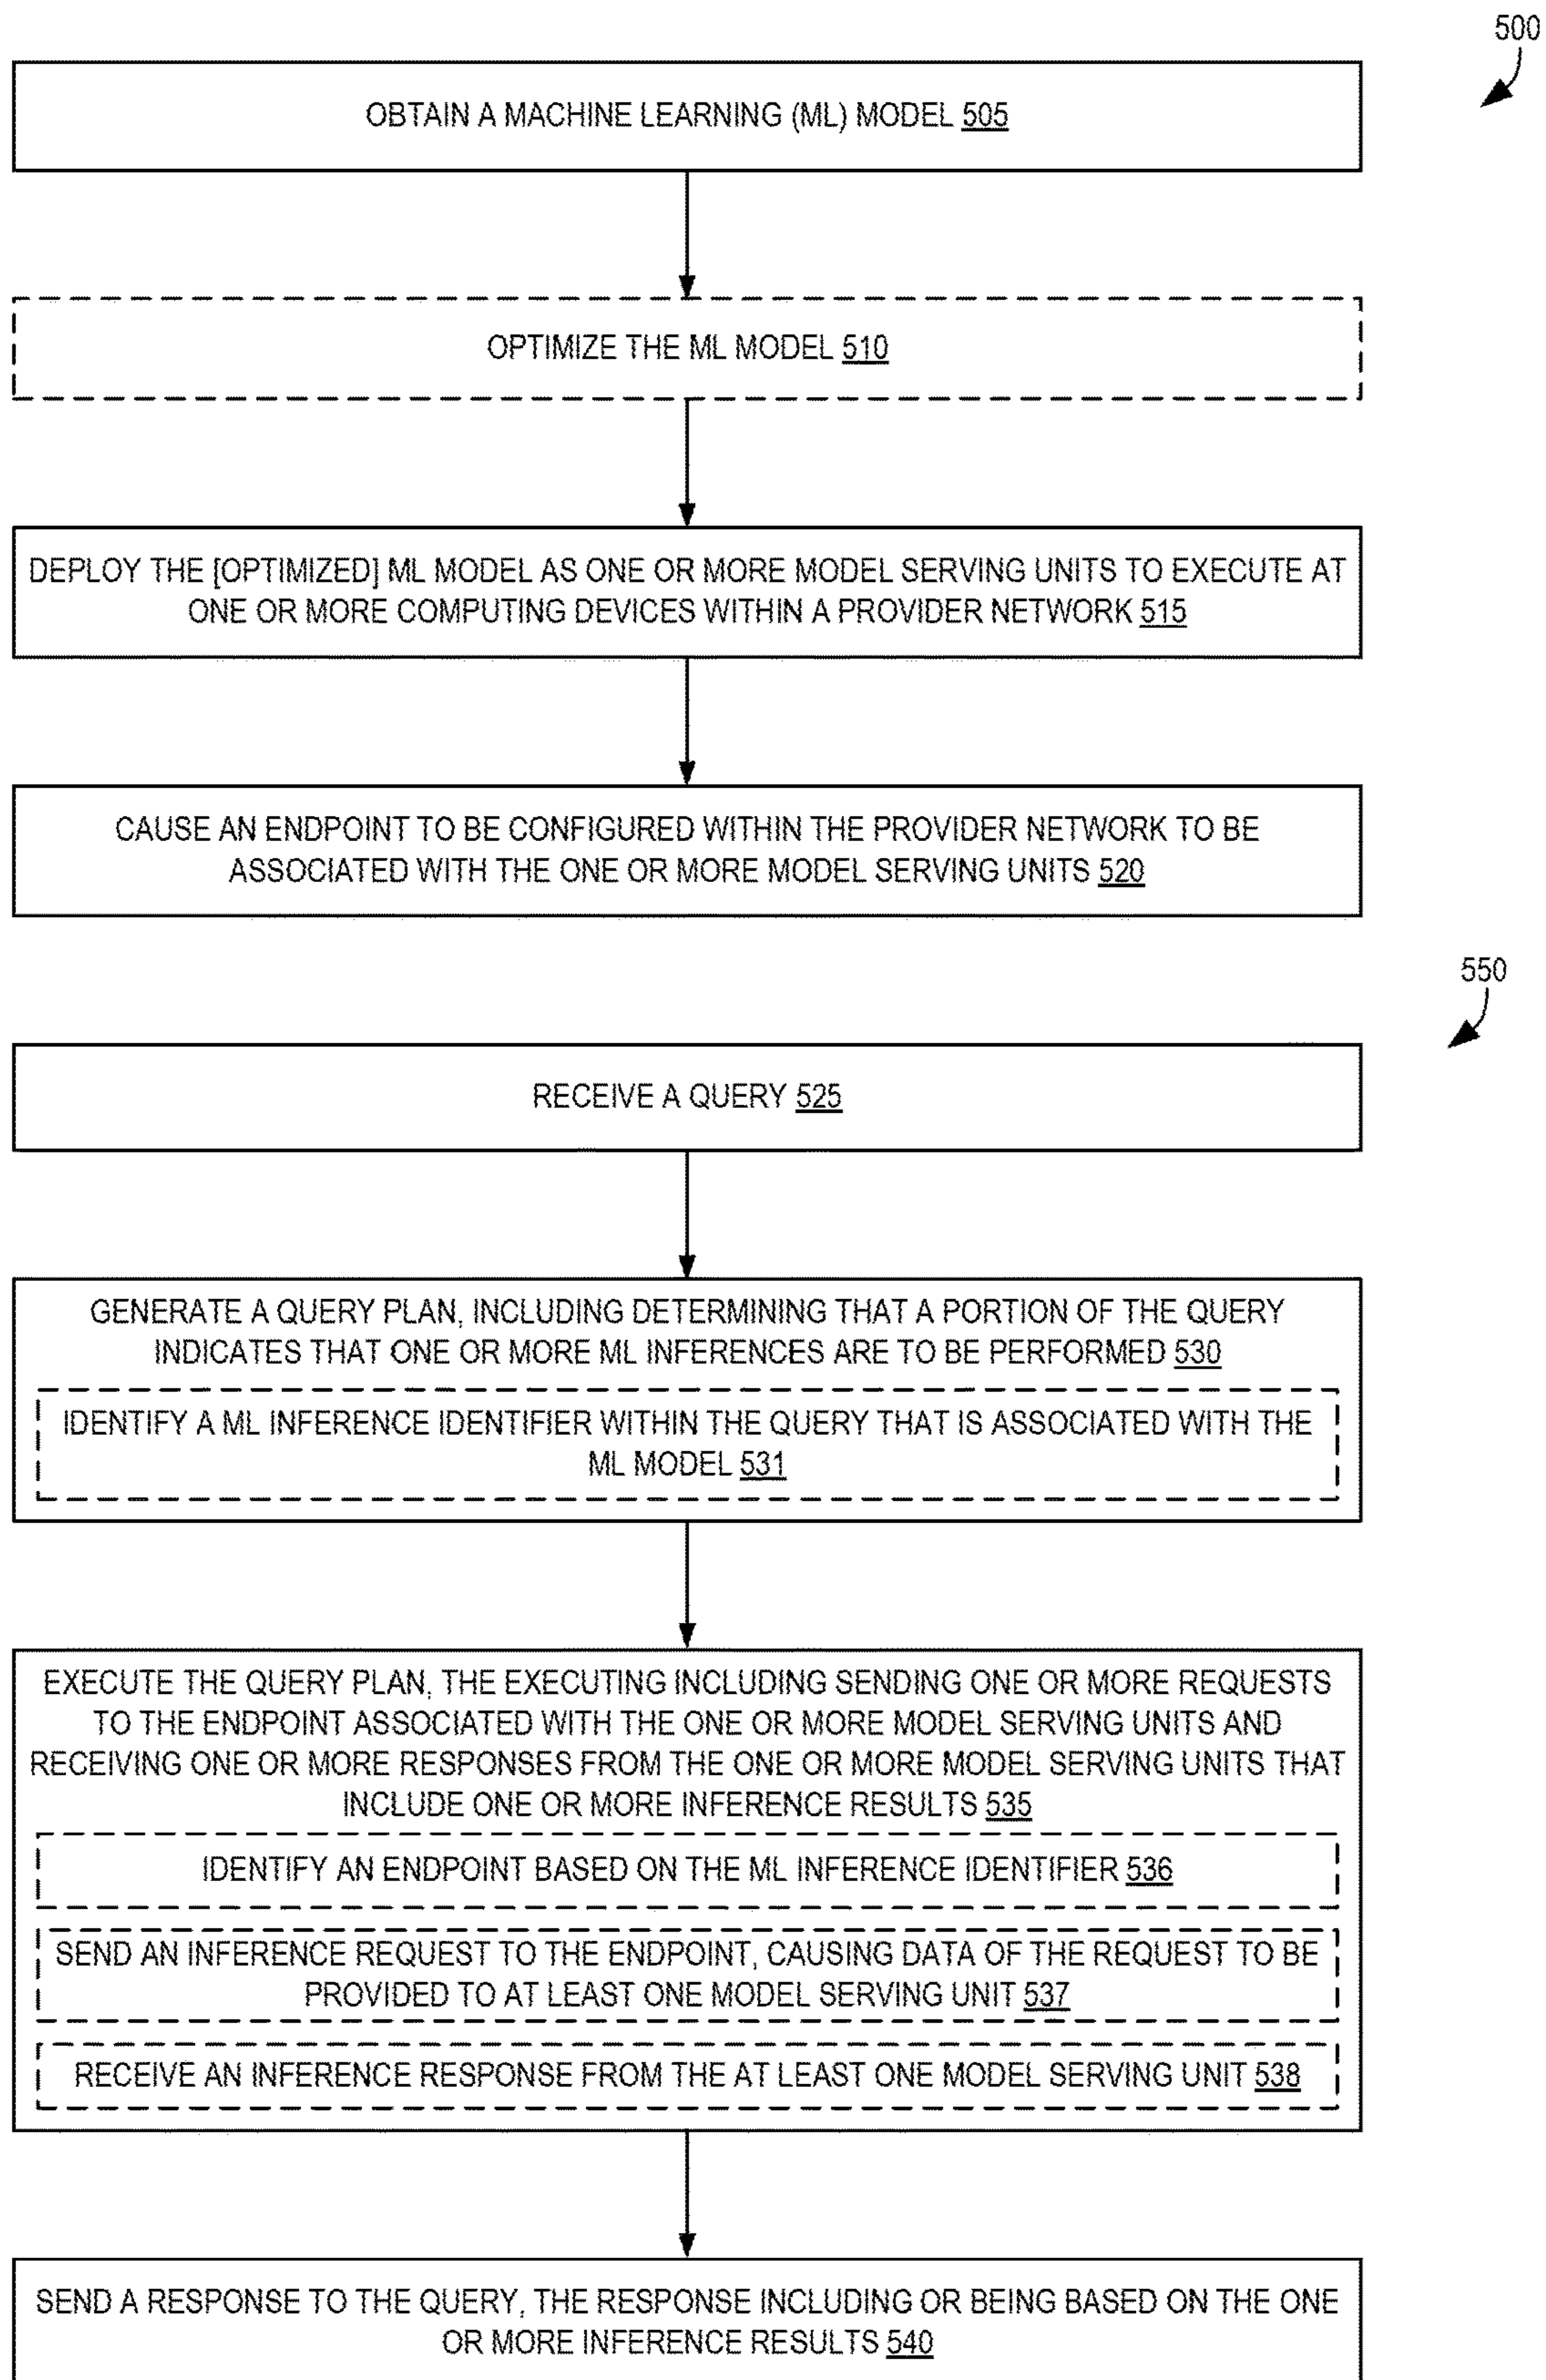 500
OBTAIN A MACHINE LEARNING (ML) MODEL 505
OPTIMIZE THE ML MODEL 510
DEPLOY THE [OPTIMIZED] ML MODEL AS ONE OR MORE MODEL SERVING UNITS TO EXECUTE AT
ONE OR MORE COMPUTING DEVICES WITHIN A PROVIDER NETWORK 515
CAUSE AN ENDPOINT TO BE CONFIGURED WITHIN THE PROVIDER NETWORK TO BE
ASSOCIATED WITH THE ONE OR MORE MODEL SERVING UNITS 520
550
RECEIVE A QUERY 525
GENERATE A QUERY PLAN, INCLUDING DETERMINING THAT A PORTION OF THE QUERY
INDICATES THAT ONE OR MORE ML INFERENCES ARE TO BE PERFORMED 530
IDENTIFY A ML INFERENCE IDENTIFIER WITHIN THE QUERY THAT IS ASSOCIATED WITH THE
ML MODEL 531
EXECUTE THE QUERY PLAN, THE EXECUTING INCLUDING SENDING ONE OR MORE REQUESTS
TO THE ENDPOINT ASSOCIATED WITH THE ONE OR MORE MODEL SERVING UNITS AND
RECEIVING ONE OR MORE RESPONSES FROM THE ONE OR MORE MODEL SERVING UNITS THAT
INCLUDE ONE OR MORE INFERENCE RESULTS 535
IDENTIFY AN ENDPOINT BASED ON THE ML INFERENCE IDENTIFIER 536
SEND AN INFERENCE REQUEST TO THE ENDPOINT, CAUSING DATA OF THE REQUEST TO BE
PROVIDED TO AT LEAST ONE MODEL SERVING UNIT 537
RECEIVE AN INFERENCE RESPONSE FROM THE AT LEAST ONE MODEL SERVING UNIT 538
SEND A RESPONSE TO THE QUERY, THE RESPONSE INCLUDING OR BEING BASED ON THE ONE
OR MORE INFERENCE RESULTS 540